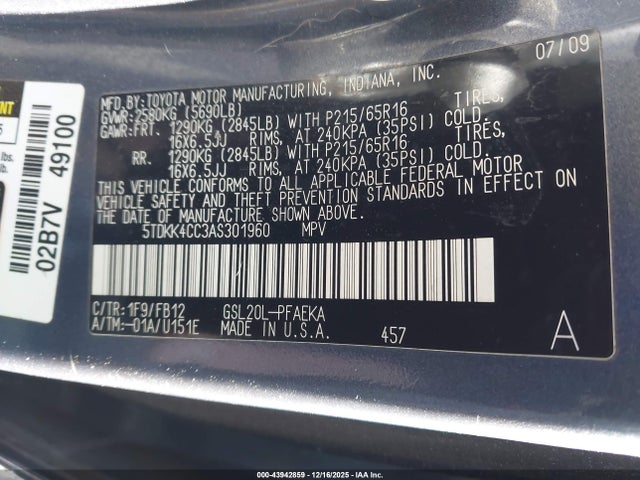 07/09
MFD.BY:TOYOTA MOTOR MANUFACTURING, INDIANA, INC.
GVWR:2580KG (5690LB)
GAWR:FRT. 1290KG (2845LB) WITH P215/65R16 TIRES,
16X6.5JJ RIMS, AT 240KPA (35PSI) COLD.
RR. 1290KG (2845LB) WITH P215/65R16 TIRES,
16X6.5JJ RIMS, AT 240KPA (35PSI) COLD.
THIS VEHICLE CONFORMS TO ALL APPLICABLE FEDERAL MOTOR
VEHICLE SAFETY AND THEFT PREVENTION STANDARDS IN EFFECT ON
THE DATE OF MANUFACTURE SHOWN ABOVE.
5TDKK4CC3AS301960 MPV
C/TR:1F9/FB12 GSL20L-PFAEKA
A/TM:-01A/U151E MADE IN U.S.A. 457 A
lbs.
lb.
02B7V 49100
000-43942859 - 12/16/2025 - IAA Inc.